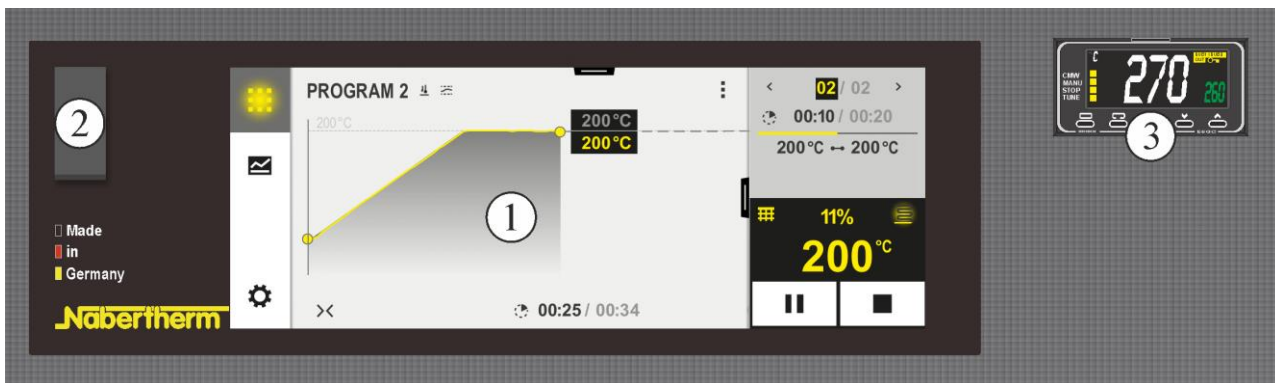 PROGRAM 2
200°C
200°C
200°C
02 / 02
00:10 / 00:20
200°C ↔ 200°C
11%
200°C
00:25 / 00:34
Made
in
Germany
Nabertherm
1
2
3
C
270
260
CMW
MANU
STOP
TUNE